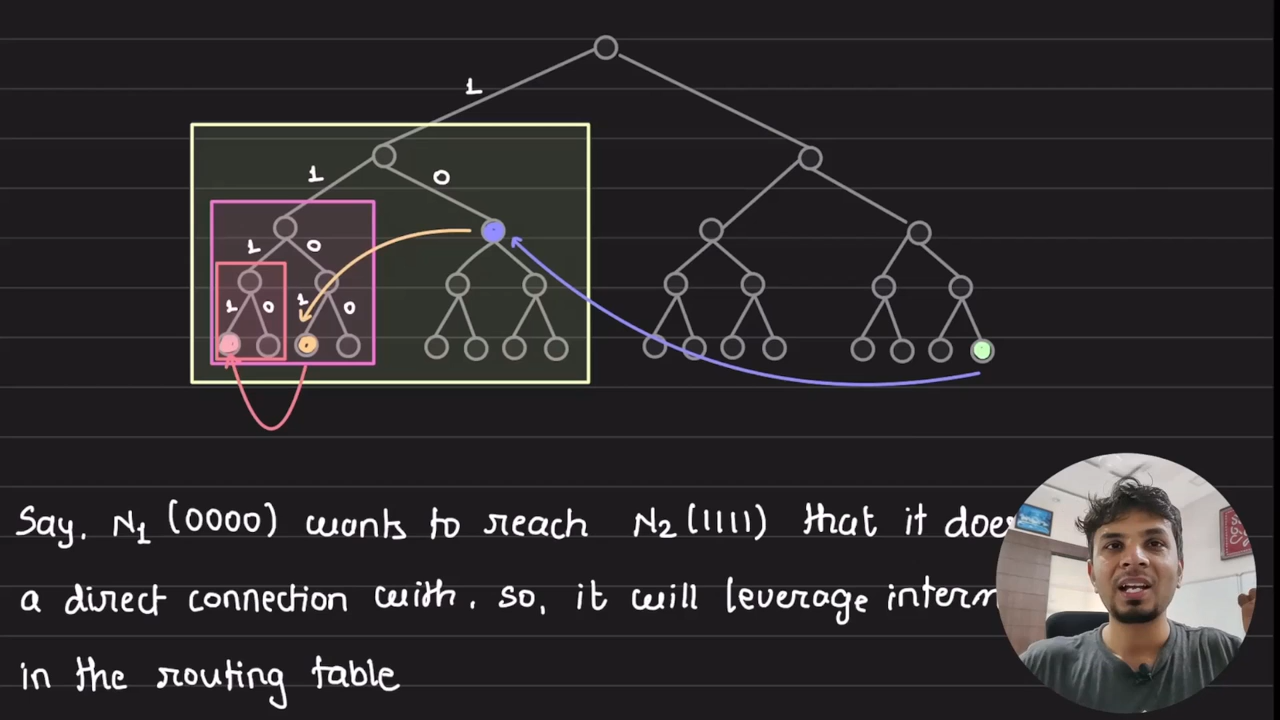 1
1 0
1 0
1 0 1 0
Say, N1 (0000) wants to reach N2 (1111) that it does
a direct connection with. so, it will leverage interm
in the routing table